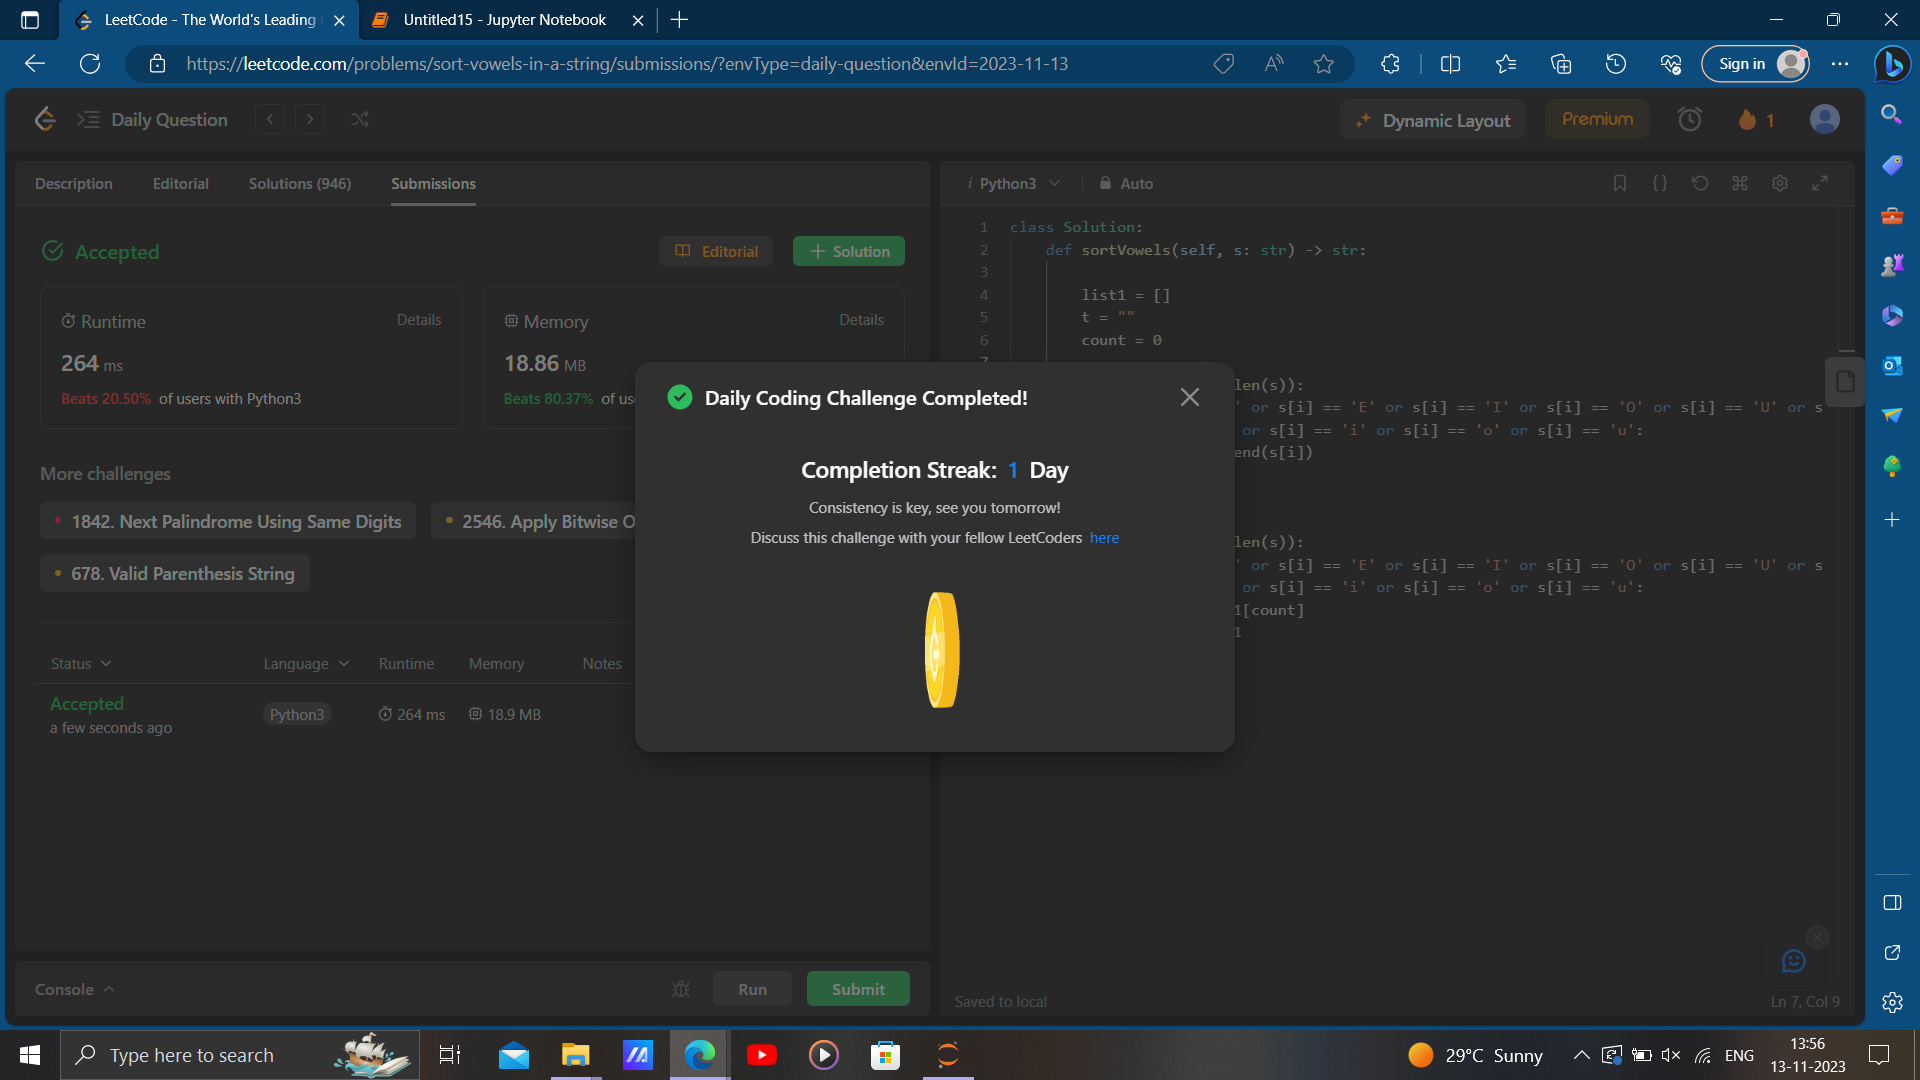 LeetCode - The World's Leading
Untitled15 - Jupyter Notebook
https://leetcode.com/problems/sort-vowels-in-a-string/submissions/?envType=daily-question&envId=2023-11-13
Sign in
Daily Question
Dynamic Layout
Premium
1
Description
Editorial
Solutions (946)
Submissions
Accepted
Editorial
Solution
Runtime
Details
264 ms
Beats 20.50% of users with Python3
Memory
Details
18.86 MB
Beats 80.37% of us
More challenges
1842. Next Palindrome Using Same Digits
2546. Apply Bitwise O
678. Valid Parenthesis String
Status Language Runtime Memory Notes
Accepted
a few seconds ago
Python3 264 ms 18.9 MB
Console
Run
Submit
Daily Coding Challenge Completed!
Completion Streak: 1 Day
Consistency is key, see you tomorrow!
Discuss this challenge with your fellow LeetCoders here
i Python3
Auto
1 class Solution:
2 def sortVowels(self, s: str) -> str:
3
4 list1 = []
5 t = ""
6 count = 0
7
len(s)):
' or s[i] == 'E' or s[i] == 'I' or s[i] == 'O' or s[i] == 'U' or s
or s[i] == 'i' or s[i] == 'o' or s[i] == 'u':
end(s[i])
len(s)):
' or s[i] == 'E' or s[i] == 'I' or s[i] == 'O' or s[i] == 'U' or s
or s[i] == 'i' or s[i] == 'o' or s[i] == 'u':
1[count]
1
Saved to local
Ln 7, Col 9
Type here to search
29°C Sunny
ENG
13:56
13-11-2023